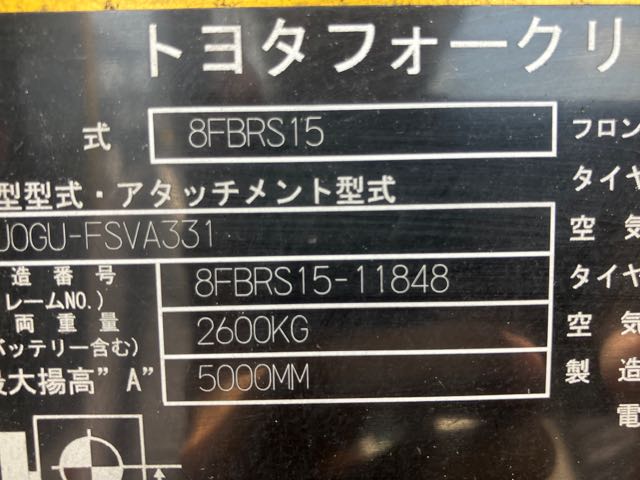 トヨタフォークリ
式 8FBRS15 フロン
型型式・アタッチメント型式 タイヤ
UOGU-FSVA331 空気
造番号 8FBRS15-11848 タイヤ
レームNO.)
両重量 2600KG 空気
バッテリー含む)
最大揚高"A" 5000MM 製造
電